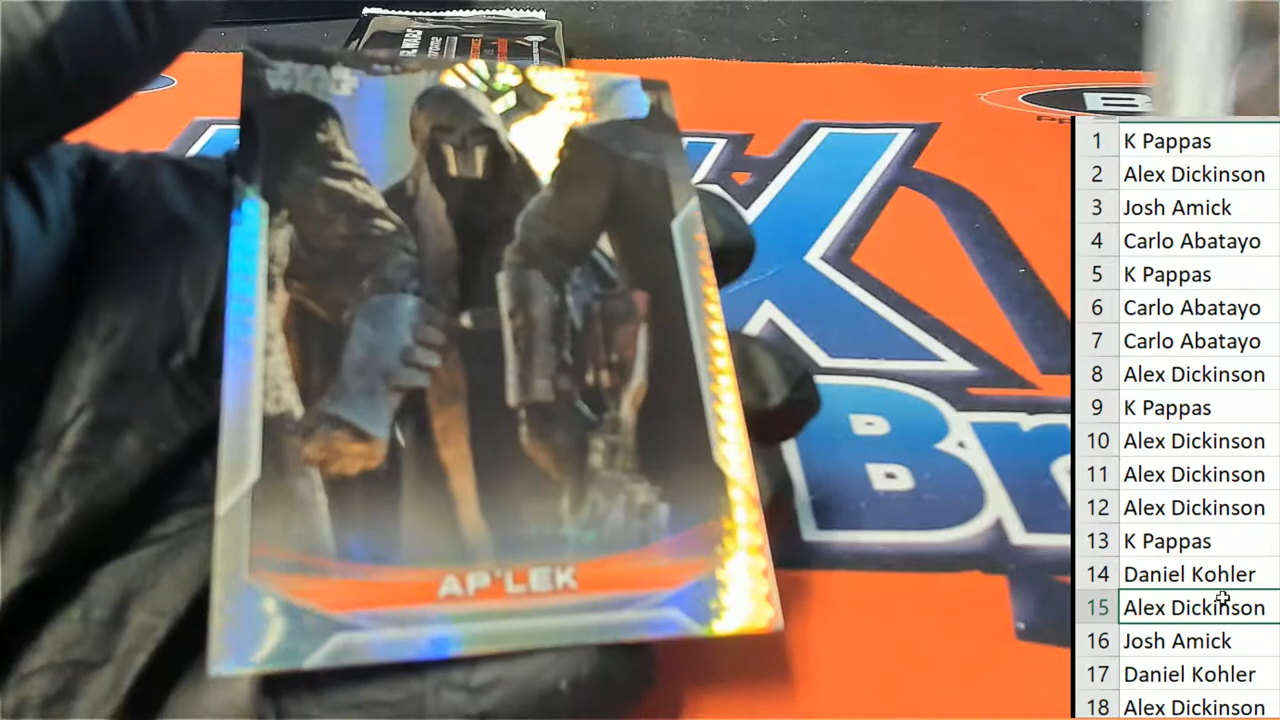 WARS
AP'LEK
B
Br
1 K Pappas
2 Alex Dickinson
3 Josh Amick
4 Carlo Abatayo
5 K Pappas
6 Carlo Abatayo
7 Carlo Abatayo
8 Alex Dickinson
9 K Pappas
10 Alex Dickinson
11 Alex Dickinson
12 Alex Dickinson
13 K Pappas
14 Daniel Kohler
15 Alex Dickinson
16 Josh Amick
17 Daniel Kohler
18 Alex Dickinson